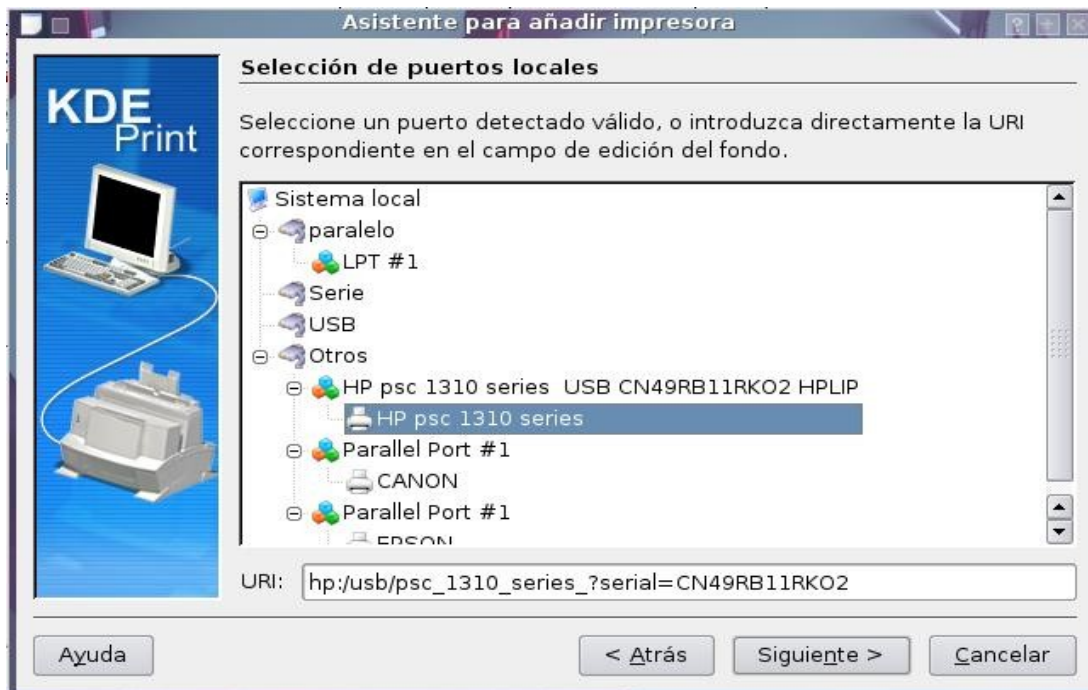 Asistente para añadir impresora
KDE
Print
Selección de puertos locales
Seleccione un puerto detectado válido, o introduzca directamente la URI
correspondiente en el campo de edición del fondo.
Sistema local
paralelo
LPT #1
Serie
USB
Otros
HP psc 1310 series  USB CN49RB11RKO2 HPLIP
HP psc 1310 series
Parallel Port #1
CANON
Parallel Port #1
EPSON
URI: hp:/usb/psc_1310_series_?serial=CN49RB11RKO2
Ayuda
< Atrás
Siguiente >
Cancelar